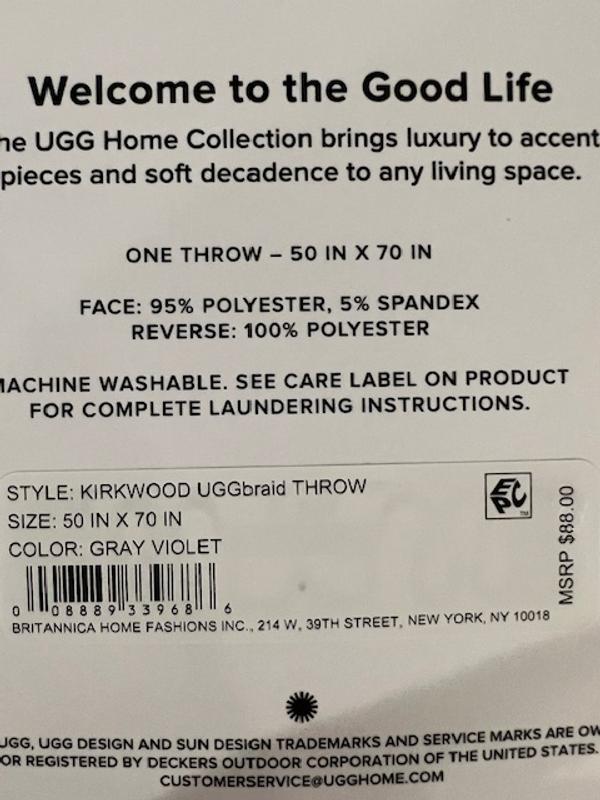 Welcome to the Good Life
he UGG Home Collection brings luxury to accent
pieces and soft decadence to any living space.
ONE THROW – 50 IN X 70 IN
FACE: 95% POLYESTER, 5% SPANDEX
REVERSE: 100% POLYESTER
MACHINE WASHABLE. SEE CARE LABEL ON PRODUCT
FOR COMPLETE LAUNDERING INSTRUCTIONS.
STYLE: KIRKWOOD UGGbraid THROW
SIZE: 50 IN X 70 IN
COLOR: GRAY VIOLET
EPC TM
MSRP $88.00
0 08889 33968 6
BRITANNICA HOME FASHIONS INC., 214 W, 39TH STREET, NEW YORK, NY 10018
UGG, UGG DESIGN AND SUN DESIGN TRADEMARKS AND SERVICE MARKS ARE OW
OR REGISTERED BY DECKERS OUTDOOR CORPORATION OF THE UNITED STATES.
CUSTOMERSERVICE@UGGHOME.COM